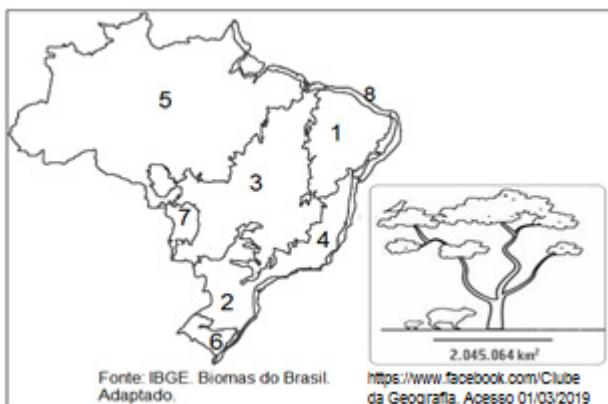 8
5
1
3
7
4
2
6
2.045.064 km²
Fonte: IBGE. Biomas do Brasil.
Adaptado.
https://www.facebook.com/Clube
da Geografia. Acesso 01/03/2019